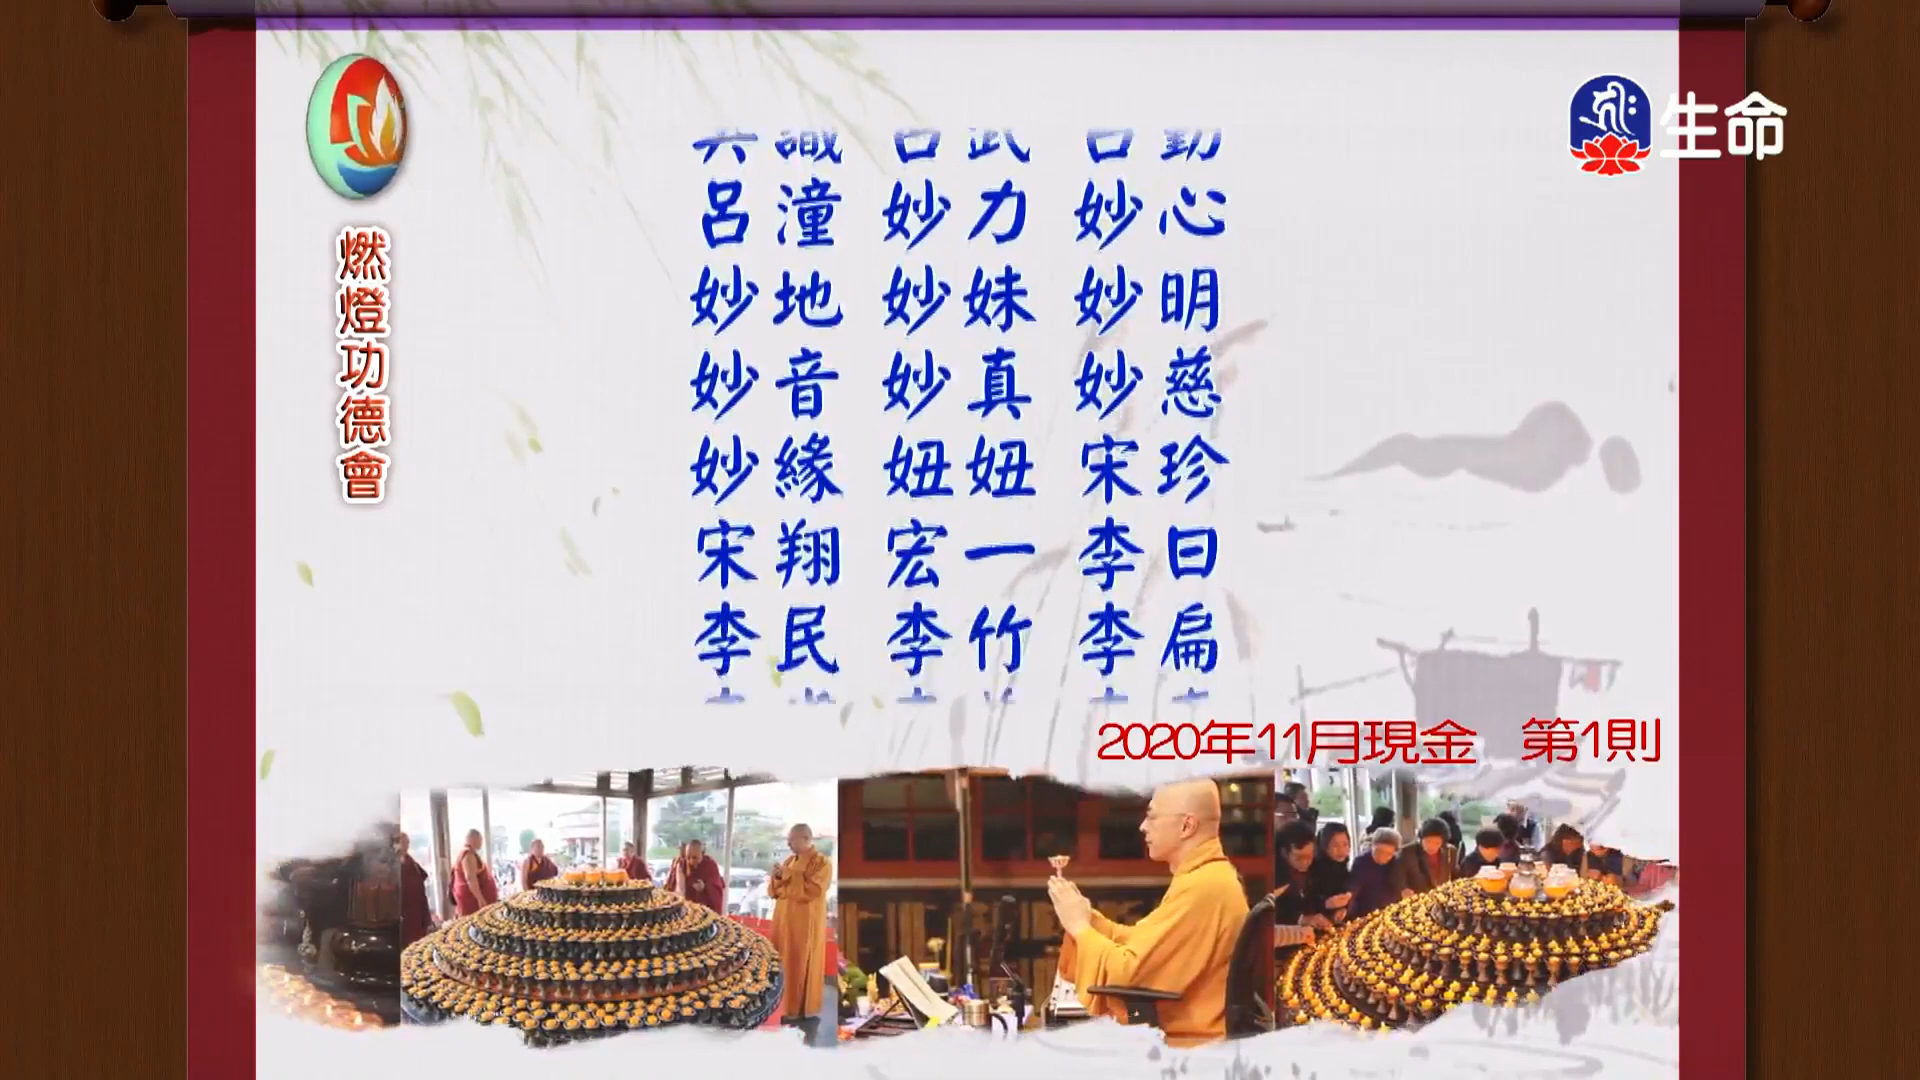 生命
燃燈功德會
呂潼 妙力 妙心
妙地 妙妹 妙明
妙音 妙真 妙慈
妙緣 妞妞 宋珍
宋翔 宏一 李日
李民 李竹 李扁
2020年11月現金 第1則